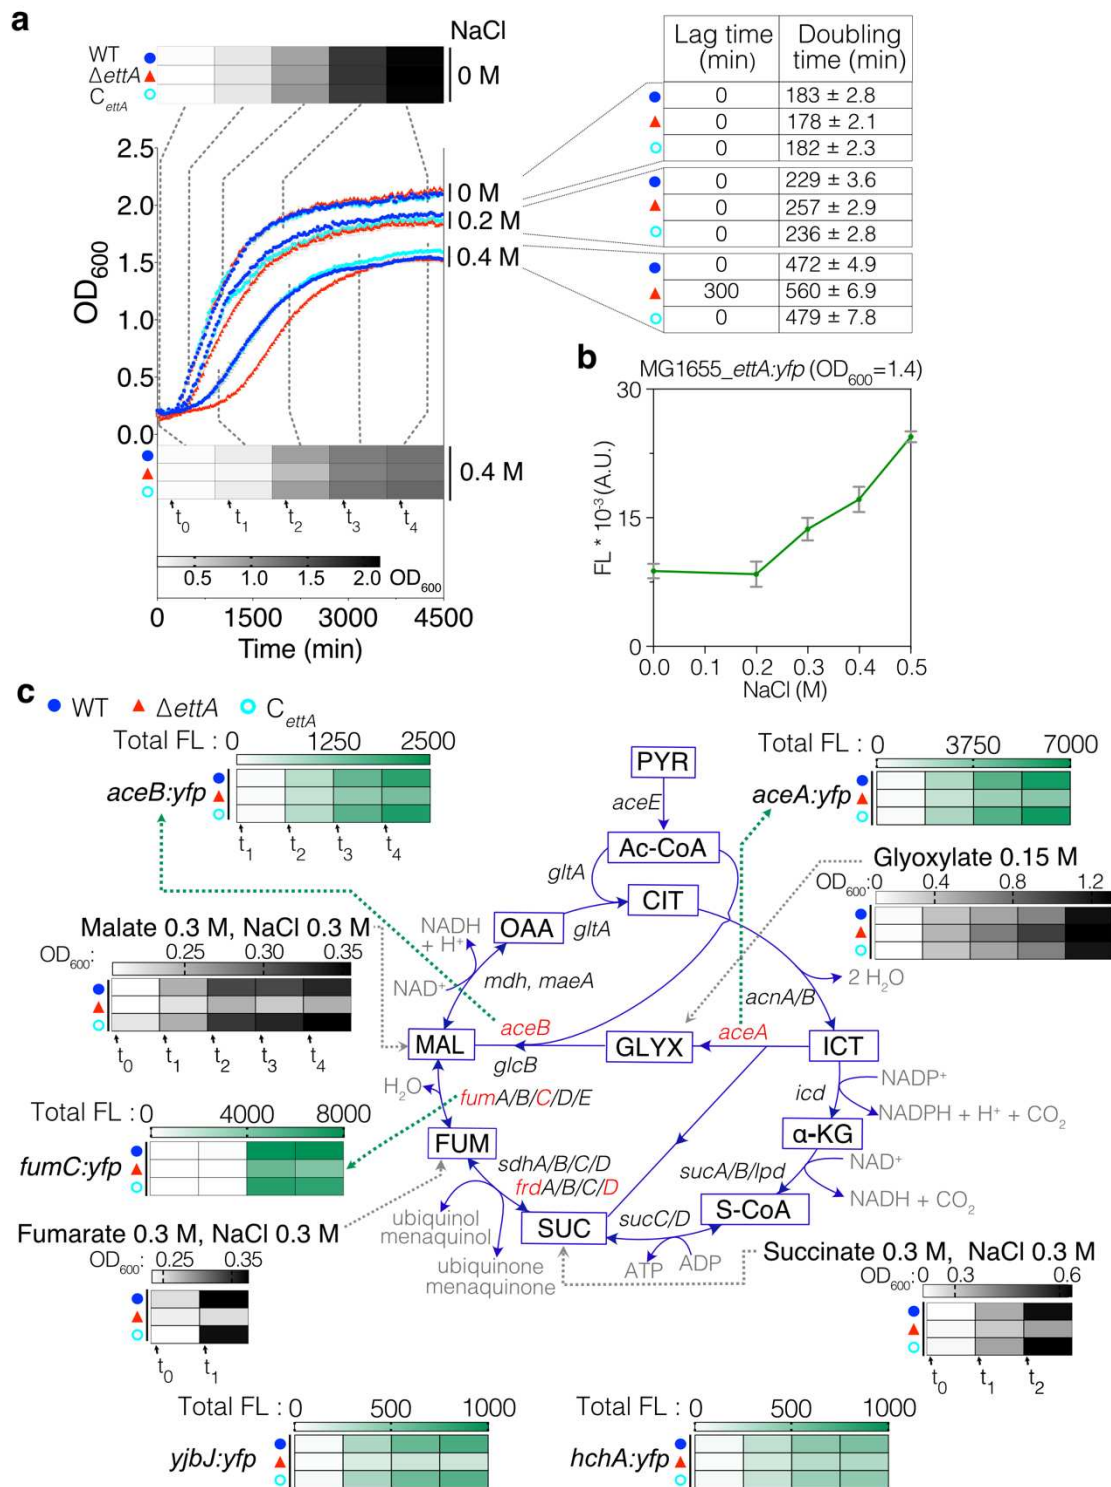 a
NaCl
WT
ΔettA
C ettA
0 M
Lag time (min)
Doubling time (min)
0
183 ± 2.8
0
178 ± 2.1
0
182 ± 2.3
0
229 ± 3.6
0
257 ± 2.9
0
236 ± 2.8
0
472 ± 4.9
300
560 ± 6.9
0
479 ± 7.8
OD600
2.5
2.0
1.5
1.0
0.5
0.0
0 M
0.2 M
0.4 M
0.4 M
t0
t1
t2
t3
t4
0.5
1.0
1.5
2.0
OD600
0
1500
3000
4500
Time (min)
b
MG1655_ettA:yfp (OD600=1.4)
FL * 10-3 (A.U.)
30
15
0
0.0
0.1
0.2
0.3
0.4
0.5
NaCl (M)
c
WT
ΔettA
C ettA
Total FL : 0 1250 2500
aceB:yfp
t1
t2
t3
t4
Total FL : 0 3750 7000
aceA:yfp
Glyoxylate 0.15 M
OD600: 0 0.4 0.8 1.2
PYR
aceE
Ac-CoA
gltA
CIT
OAA
gltA
NADH + H+
NAD+
mdh, maeA
2 H2O
acnA/B
Malate 0.3 M, NaCl 0.3 M
OD600: 0.25 0.30 0.35
t0
t1
t2
t3
t4
MAL
aceB
glcB
GLYX
aceA
ICT
H2O
fumA/B/C/D/E
icd
NADP+
NADPH + H+ + CO2
Total FL : 0 4000 8000
fumC:yfp
FUM
sdhA/B/C/D
frdA/B/C/D
α-KG
sucA/B/lpd
NAD+
NADH + CO2
ubiquinol
menaquinol
SUC
sucC/D
S-CoA
ubiquinone
menaquinone
ATP
ADP
Fumarate 0.3 M, NaCl 0.3 M
OD600: 0.25 0.35
t0
t1
Succinate 0.3 M, NaCl 0.3 M
OD600: 0 0.3 0.6
t0
t1
t2
Total FL : 0 500 1000
yjbJ:yfp
Total FL : 0 500 1000
hchA:yfp